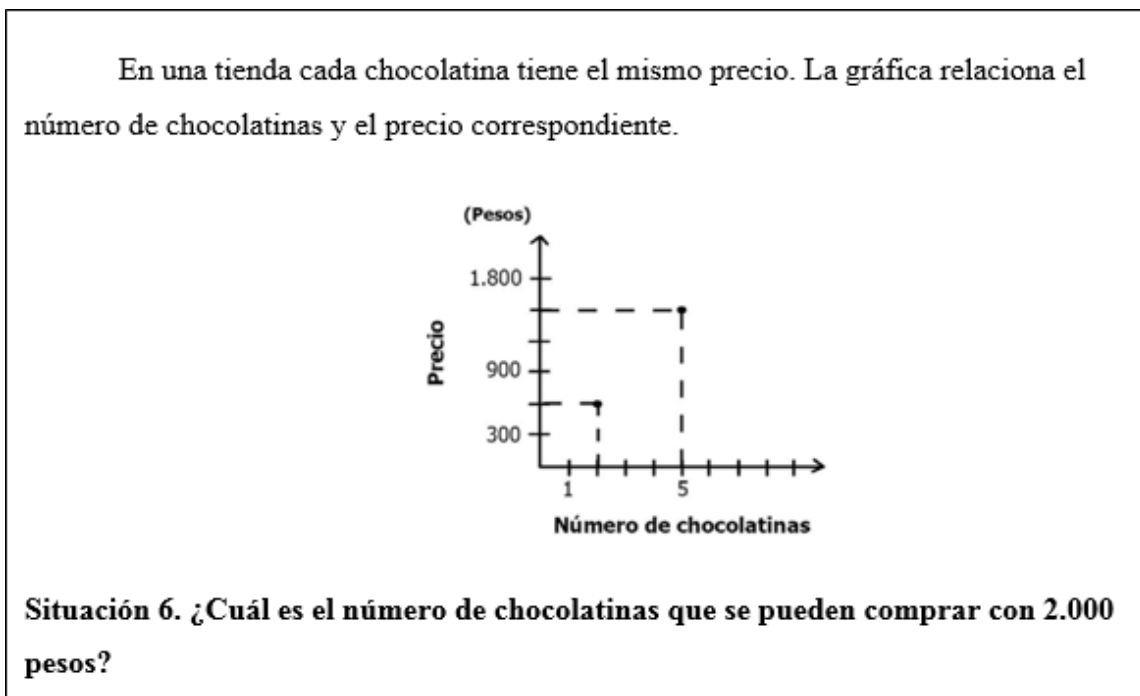 En una tienda cada chocolatina tiene el mismo precio. La gráfica relaciona el
número de chocolatinas y el precio correspondiente.
(Pesos)
1.800
Precio
900
300
1 5
Número de chocolatinas
Situación 6. ¿Cuál es el número de chocolatinas que se pueden comprar con 2.000
pesos?